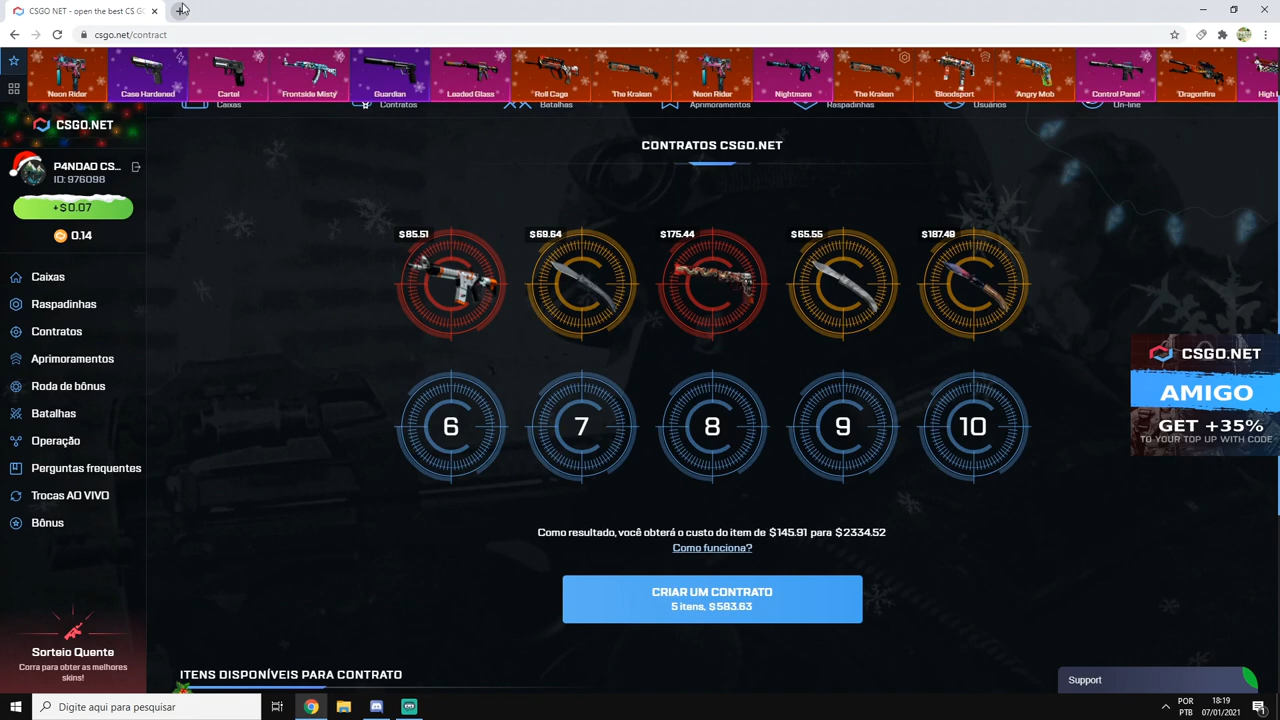 CSGO NET - open the best CS G
csgo.net/contract
Neon Rider
Case Hardened
Cartel
Frontside Misty
Guardian
Leaded Glass
Roll Cage
The Kraken
Neon Rider
Nightmare
The Kraken
Bloodsport
Angry Mob
Control Panel
Dragonfire
High
Caixas
Contratos
Batalhas
Aprimoramentos
Raspadinhas
Usuários
On-line
CSGO.NET
P4NDAO CS...
ID: 976098
+$ 0.07
0.14
Caixas
Raspadinhas
Contratos
Aprimoramentos
Roda de bônus
Batalhas
Operação
Perguntas frequentes
Trocas AO VIVO
Bônus
Sorteio Quente
Corra para obter as melhores
skins!
CONTRATOS CSGO.NET
$85.51
$69.64
$175.44
$65.55
$187.49
6
7
8
9
10
Como resultado, você obterá o custo do item de $145.91 para $2334.52
Como funciona?
CRIAR UM CONTRATO
5 itens, $583.63
ITENS DISPONÍVEIS PARA CONTRATO
CSGO.NET
AMIGO
GET +35%
TO YOUR TOP UP WITH CODE
Support
Digite aqui para pesquisar
POR
PTB
18:19
07/01/2021
1